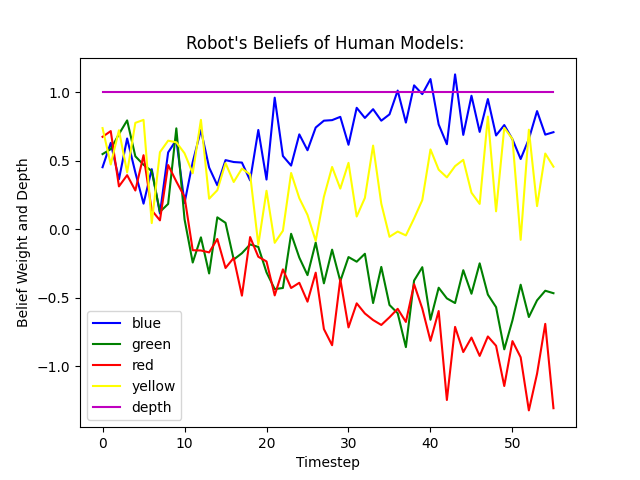 Robot's Beliefs of Human Models:
Belief Weight and Depth
1.0
0.5
0.0
−0.5
−1.0
blue
green
red
yellow
depth
0 10 20 30 40 50
Timestep